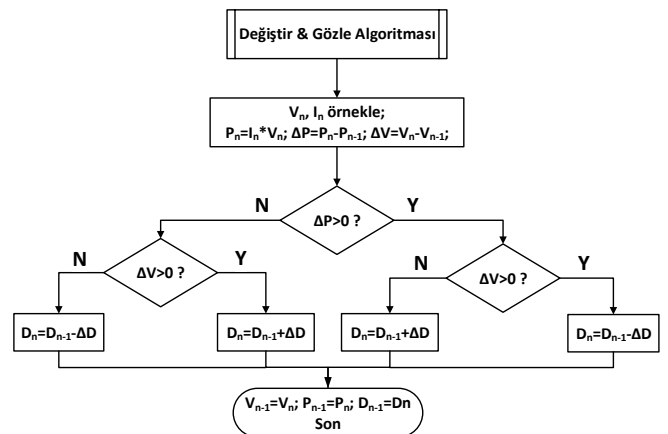 Değiştir & Gözle Algoritması
Vₙ, Iₙ örnekle;
Pₙ=Iₙ*Vₙ; ΔP=Pₙ-Pₙ₋₁; ΔV=Vₙ-Vₙ₋₁;
N
ΔP>0 ?
Y
N
ΔV>0 ?
Y
N
ΔV>0 ?
Y
Dₙ=Dₙ₋₁-ΔD
Dₙ=Dₙ₋₁+ΔD
Dₙ=Dₙ₋₁+ΔD
Dₙ=Dₙ₋₁-ΔD
Vₙ₋₁=Vₙ; Pₙ₋₁=Pₙ; Dₙ₋₁=Dn
Son